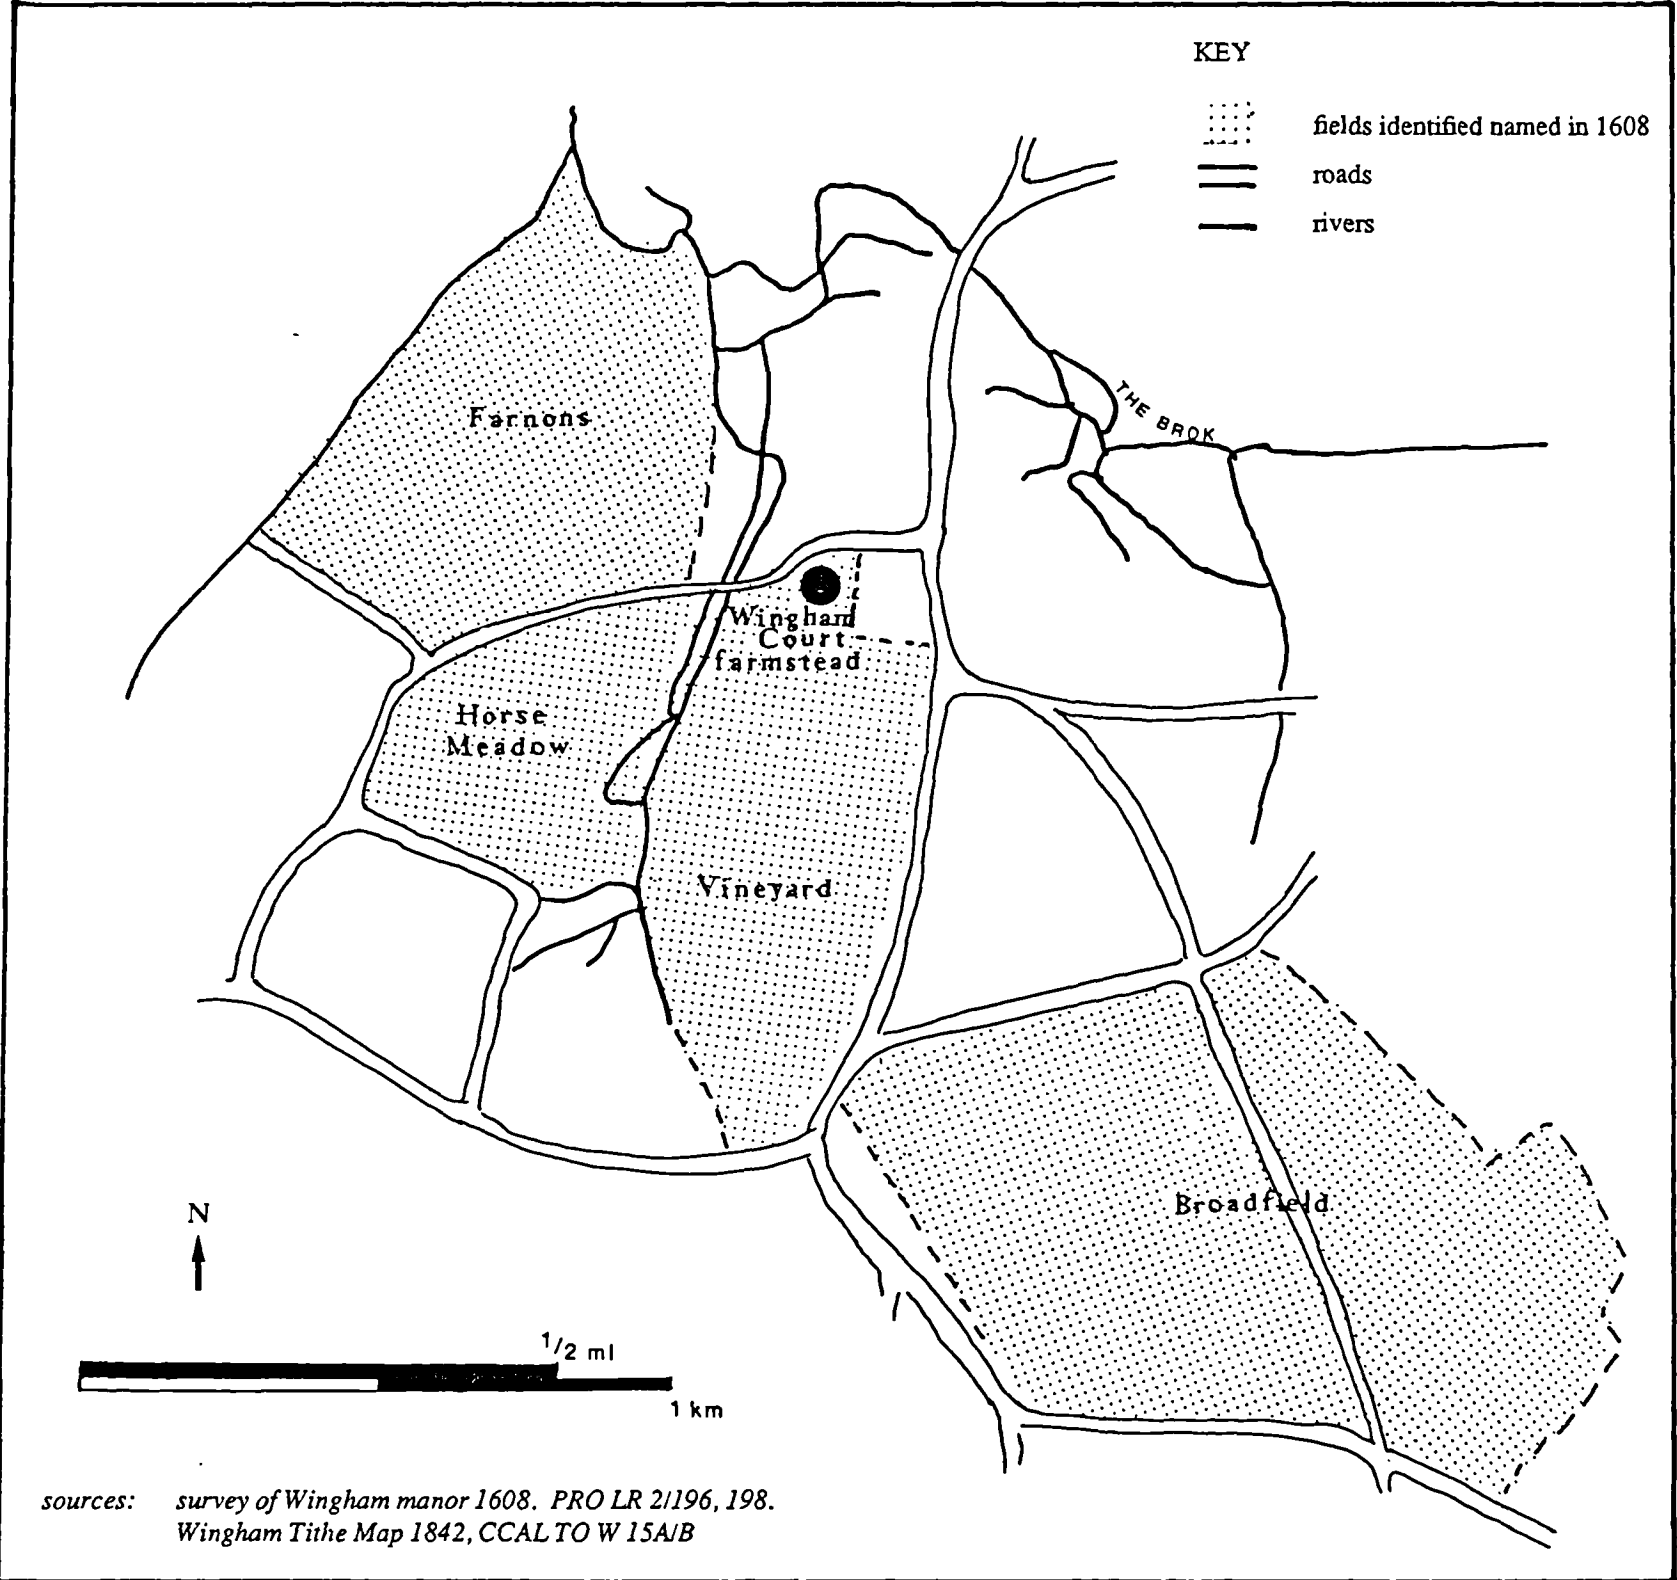 KEY
fields identified named in 1608
roads
rivers
THE BROK
Farnons
Wingham
Court
farmstead
Horse
Meadow
Vineyard
Broadfield
N
1/2 ml
1 km
sources: survey of Wingham manor 1608. PRO LR 2/196, 198.
Wingham Tithe Map 1842, CCAL TO W 15A/B